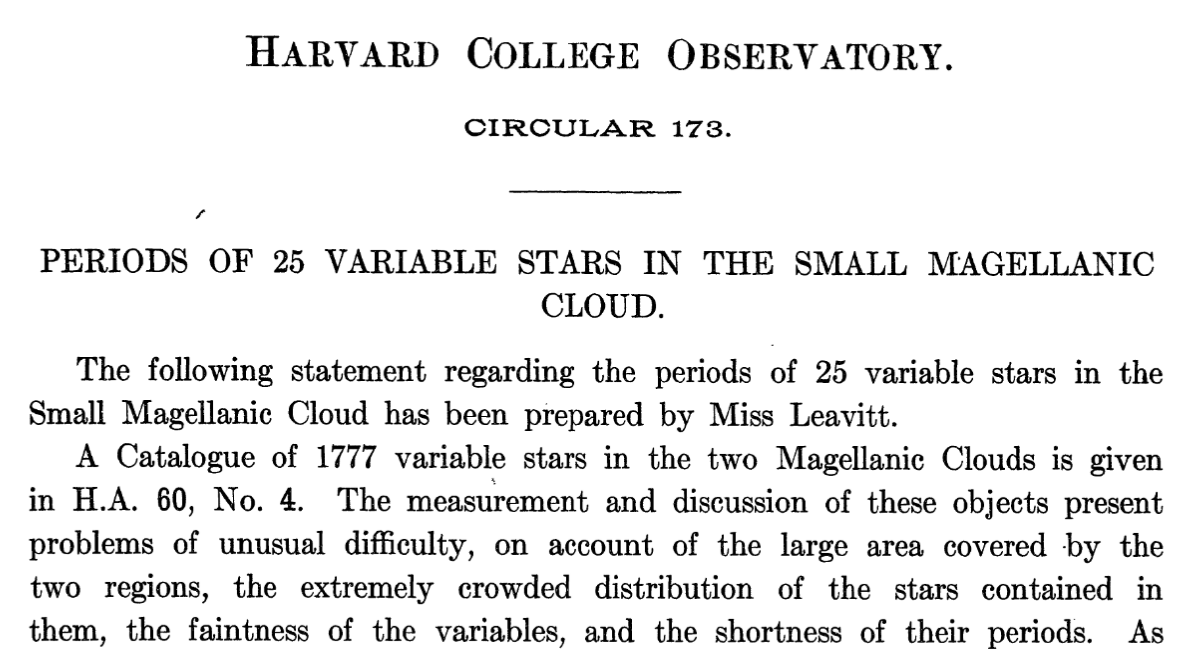 HARVARD COLLEGE OBSERVATORY.
CIRCULAR 173.
PERIODS OF 25 VARIABLE STARS IN THE SMALL MAGELLANIC
CLOUD.
The following statement regarding the periods of 25 variable stars in the
Small Magellanic Cloud has been prepared by Miss Leavitt.
A Catalogue of 1777 variable stars in the two Magellanic Clouds is given
in H.A. 60, No. 4. The measurement and discussion of these objects present
problems of unusual difficulty, on account of the large area covered by the
two regions, the extremely crowded distribution of the stars contained in
them, the faintness of the variables, and the shortness of their periods. As